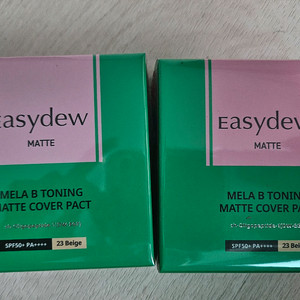 Easydew
MATTE
MELA B TONING
MATTE COVER PACT
SPF50+ PA++++
23 Beige
Easydew
MATTE
MELA B TONING
MATTE COVER PA
SPF50+ PA++++
23 Beige